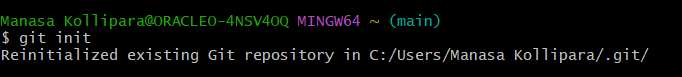 Manasa Kollipara@ORACLEO-4NSV4OQ MINGW64 ~ (main)
$ git init
Reinitialized existing Git repository in C:/Users/Manasa Kollipara/.git/